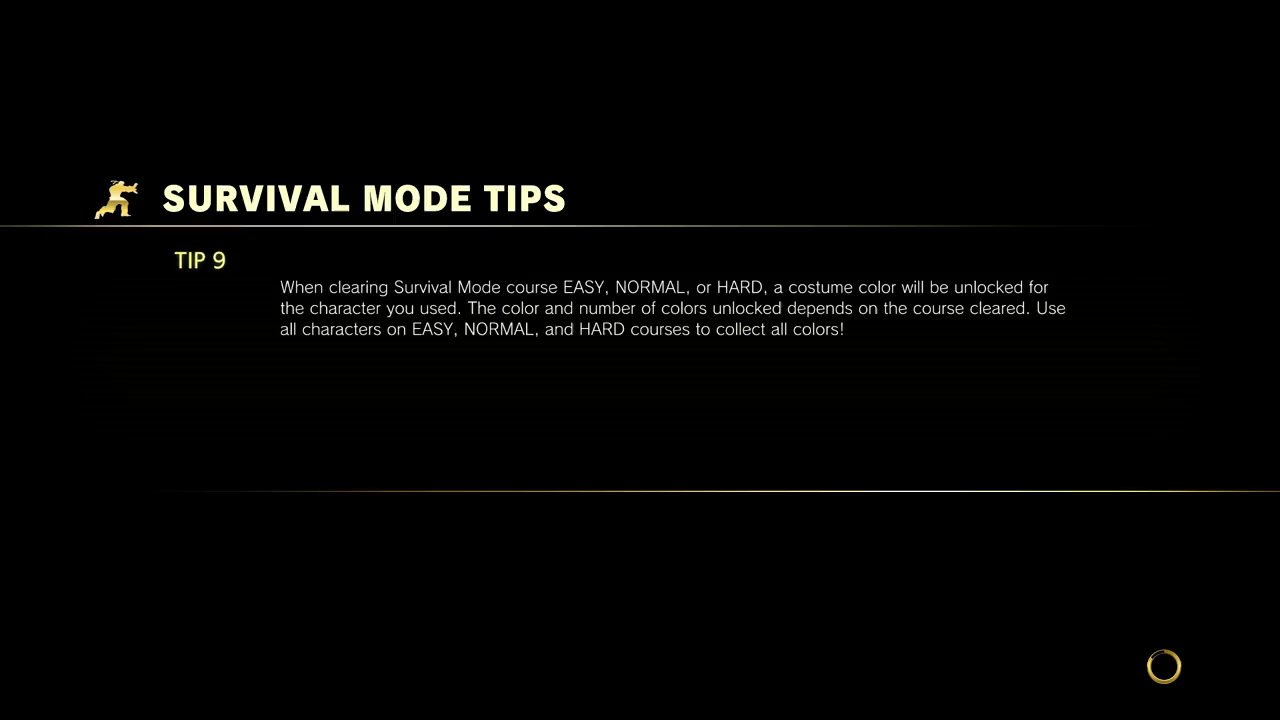 SURVIVAL MODE TIPS
TIP 9
When clearing Survival Mode course EASY, NORMAL, or HARD, a costume color will be unlocked for
the character you used. The color and number of colors unlocked depends on the course cleared. Use
all characters on EASY, NORMAL, and HARD courses to collect all colors!